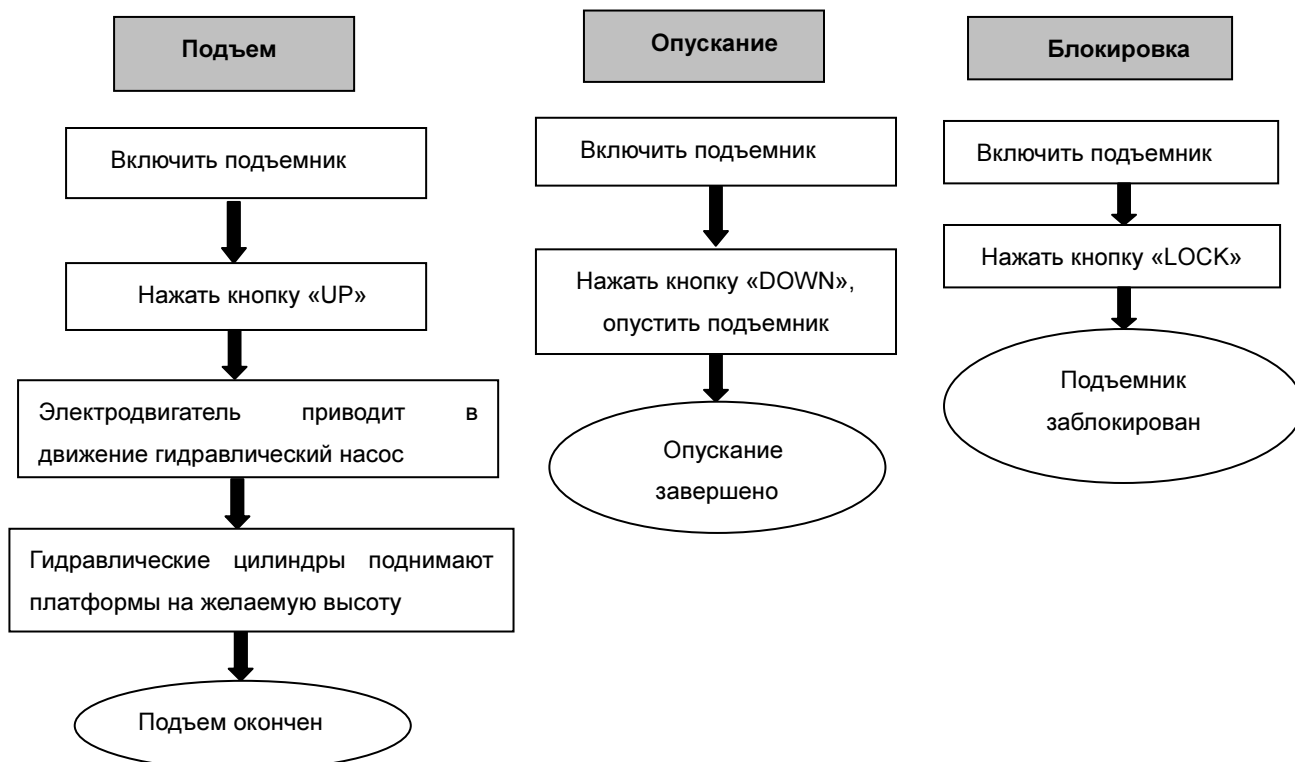 Подъем
Включить подъемник
Нажать кнопку «UP»
Электродвигатель приводит в
движение гидравлический насос
Гидравлические цилиндры поднимают
платформы на желаемую высоту
Подъем окончен
Опускание
Включить подъемник
Нажать кнопку «DOWN»,
опустить подъемник
Опускание
завершено
Блокировка
Включить подъемник
Нажать кнопку «LOCK»
Подъемник
заблокирован